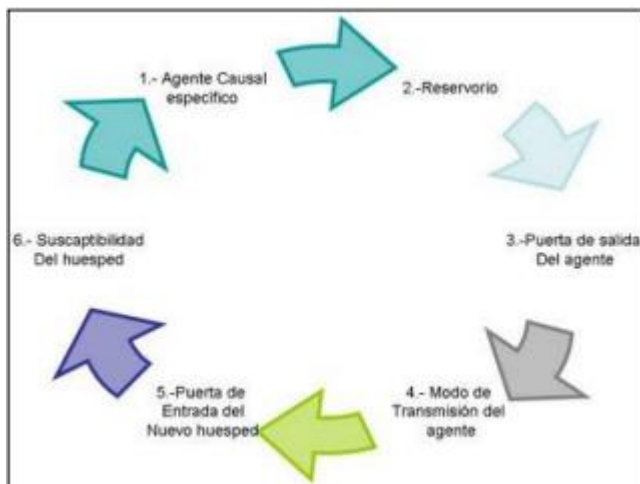 1.- Agente Causal
específico
2.-Reservorio
3.-Puerta de salida
Del agente
4.- Modo de
Transmisión del
agente
5.-Puerta de
Entrada del
Nuevo huesped
6.- Suscaptibilidad
Del huesped